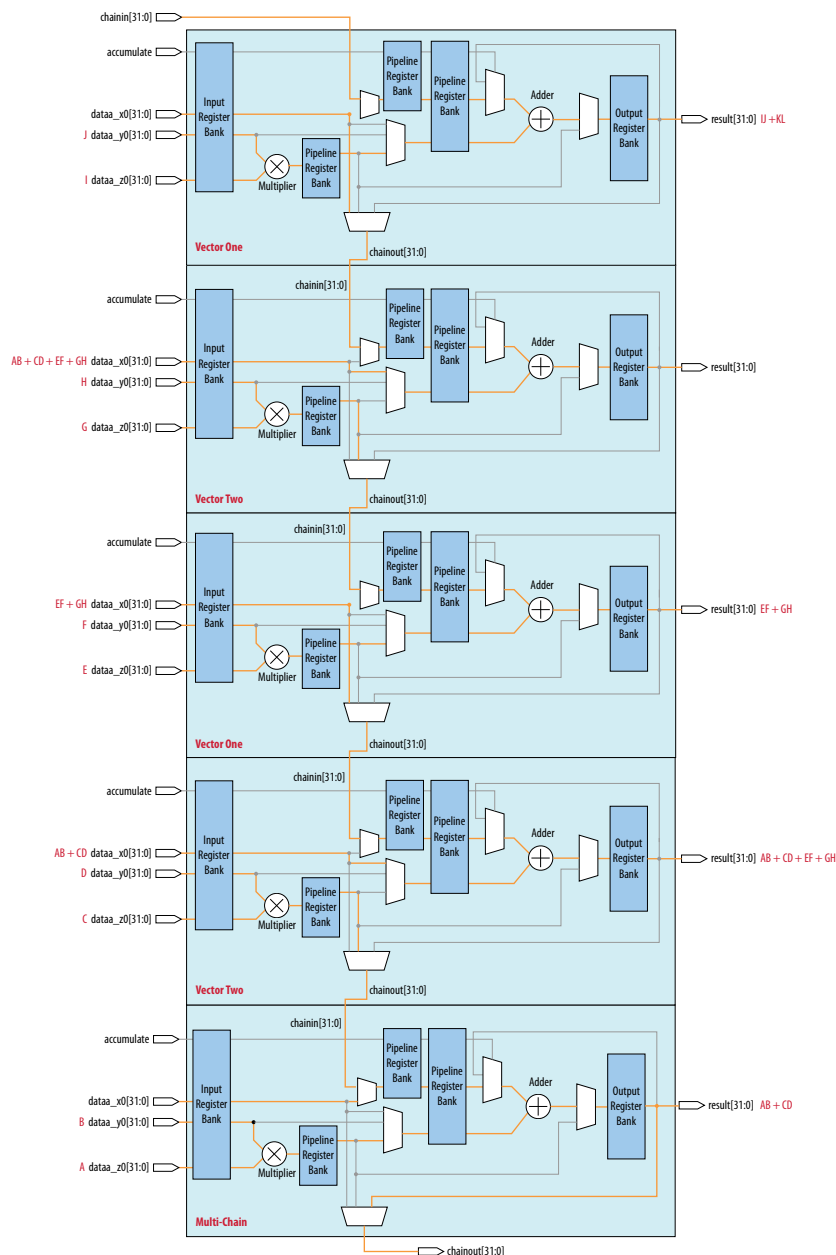 chainin[31:0]
accumulate
Input
Register
Bank
Pipeline
Register
Bank
Pipeline
Register
Bank
Adder
Output
Register
Bank
dataa_x0[31:0]
J dataa_y0[31:0]
I dataa_z0[31:0]
Multiplier
Pipeline
Register
Bank
result[31:0] IJ + KL
Vector One
chainout[31:0]
chainin[31:0]
accumulate
Input
Register
Bank
Pipeline
Register
Bank
Pipeline
Register
Bank
Adder
Output
Register
Bank
AB + CD + EF + GH dataa_x0[31:0]
H dataa_y0[31:0]
G dataa_z0[31:0]
Multiplier
Pipeline
Register
Bank
result[31:0]
Vector Two
chainout[31:0]
chainin[31:0]
accumulate
Input
Register
Bank
Pipeline
Register
Bank
Pipeline
Register
Bank
Adder
Output
Register
Bank
EF + GH dataa_x0[31:0]
F dataa_y0[31:0]
E dataa_z0[31:0]
Multiplier
Pipeline
Register
Bank
result[31:0] EF + GH
Vector One
chainout[31:0]
chainin[31:0]
accumulate
Input
Register
Bank
Pipeline
Register
Bank
Pipeline
Register
Bank
Adder
Output
Register
Bank
AB + CD dataa_x0[31:0]
D dataa_y0[31:0]
C dataa_z0[31:0]
Multiplier
Pipeline
Register
Bank
result[31:0] AB + CD + EF + GH
Vector Two
chainout[31:0]
chainin[31:0]
accumulate
Input
Register
Bank
Pipeline
Register
Bank
Pipeline
Register
Bank
Adder
Output
Register
Bank
dataa_x0[31:0]
B dataa_y0[31:0]
A dataa_z0[31:0]
Multiplier
Pipeline
Register
Bank
result[31:0] AB + CD
Multi-Chain
chainout[31:0]